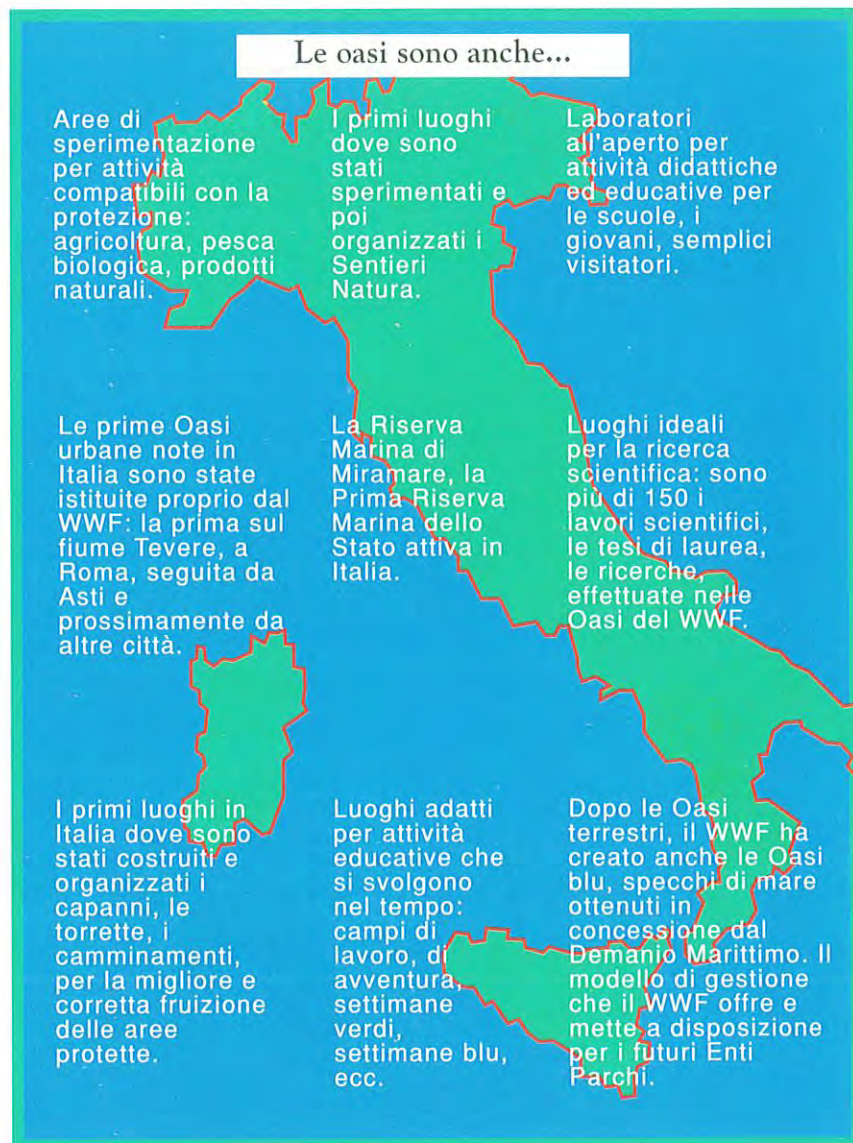 Le oasi sono anche...
Aree di
sperimentazione
per attività
compatibili con la
protezione:
agricoltura, pesca
biologica, prodotti
naturali.
I primi luoghi
dove sono
stati
sperimentati e
poi
organizzati i
Sentieri
Natura.
Laboratori
all'aperto per
attività didattiche
ed educative per
le scuole, i
giovani, semplici
visitatori.
Le prime Oasi
urbane note in
Italia sono state
istituite proprio dal
WWF: la prima sul
fiume Tevere, a
Roma, seguita da
Asti e
prossimamente da
altre città.
La Riserva
Marina di
Miramare, la
Prima Riserva
Marina dello
Stato attiva in
Italia.
Luoghi ideali
per la ricerca
scientifica: sono
più di 150 i
lavori scientifici,
le tesi di laurea,
le ricerche,
effettuate nelle
Oasi del WWF.
I primi luoghi in
Italia dove sono
stati costruiti e
organizzati i
capanni, le
torrette, i
camminamenti,
per la migliore e
corretta fruizione
delle aree
protette.
Luoghi adatti
per attività
educative che
si svolgono
nel tempo:
campi di
lavoro, di
avventura,
settimane
verdi,
settimane blu,
ecc.
Dopo le Oasi
terrestri, il WWF ha
creato anche le Oasi
blu, specchi di mare
ottenuti in
concessione dal
Demanio Marittimo. Il
modello di gestione
che il WWF offre e
mette a disposizione
per i futuri Enti
Parchi.